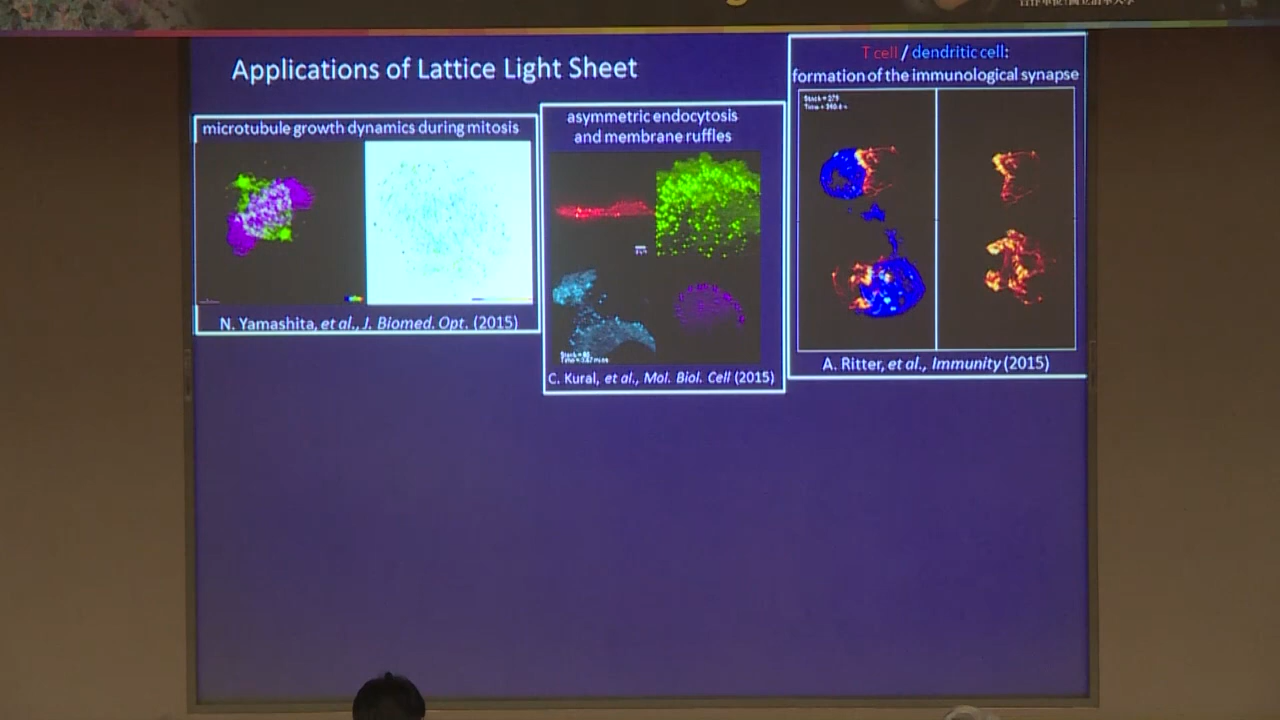 Applications of Lattice Light Sheet
microtubule growth dynamics during mitosis
N. Yamashita, et al., J. Biomed. Opt. (2015)
asymmetric endocytosis
and membrane ruffles
C. Kural, et al., Mol. Biol. Cell (2015)
T cell / dendritic cell:
formation of the immunological synapse
A. Ritter, et al., Immunity (2015)